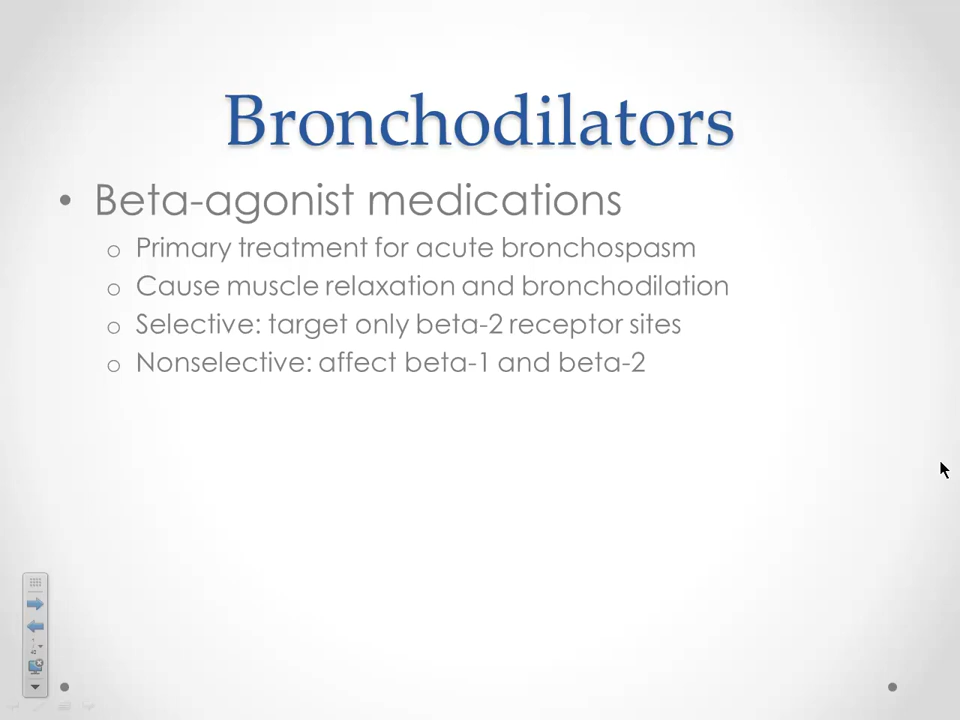 Bronchodilators
• Beta-agonist medications
o Primary treatment for acute bronchospasm
o Cause muscle relaxation and bronchodilation
o Selective: target only beta-2 receptor sites
o Nonselective: affect beta-1 and beta-2